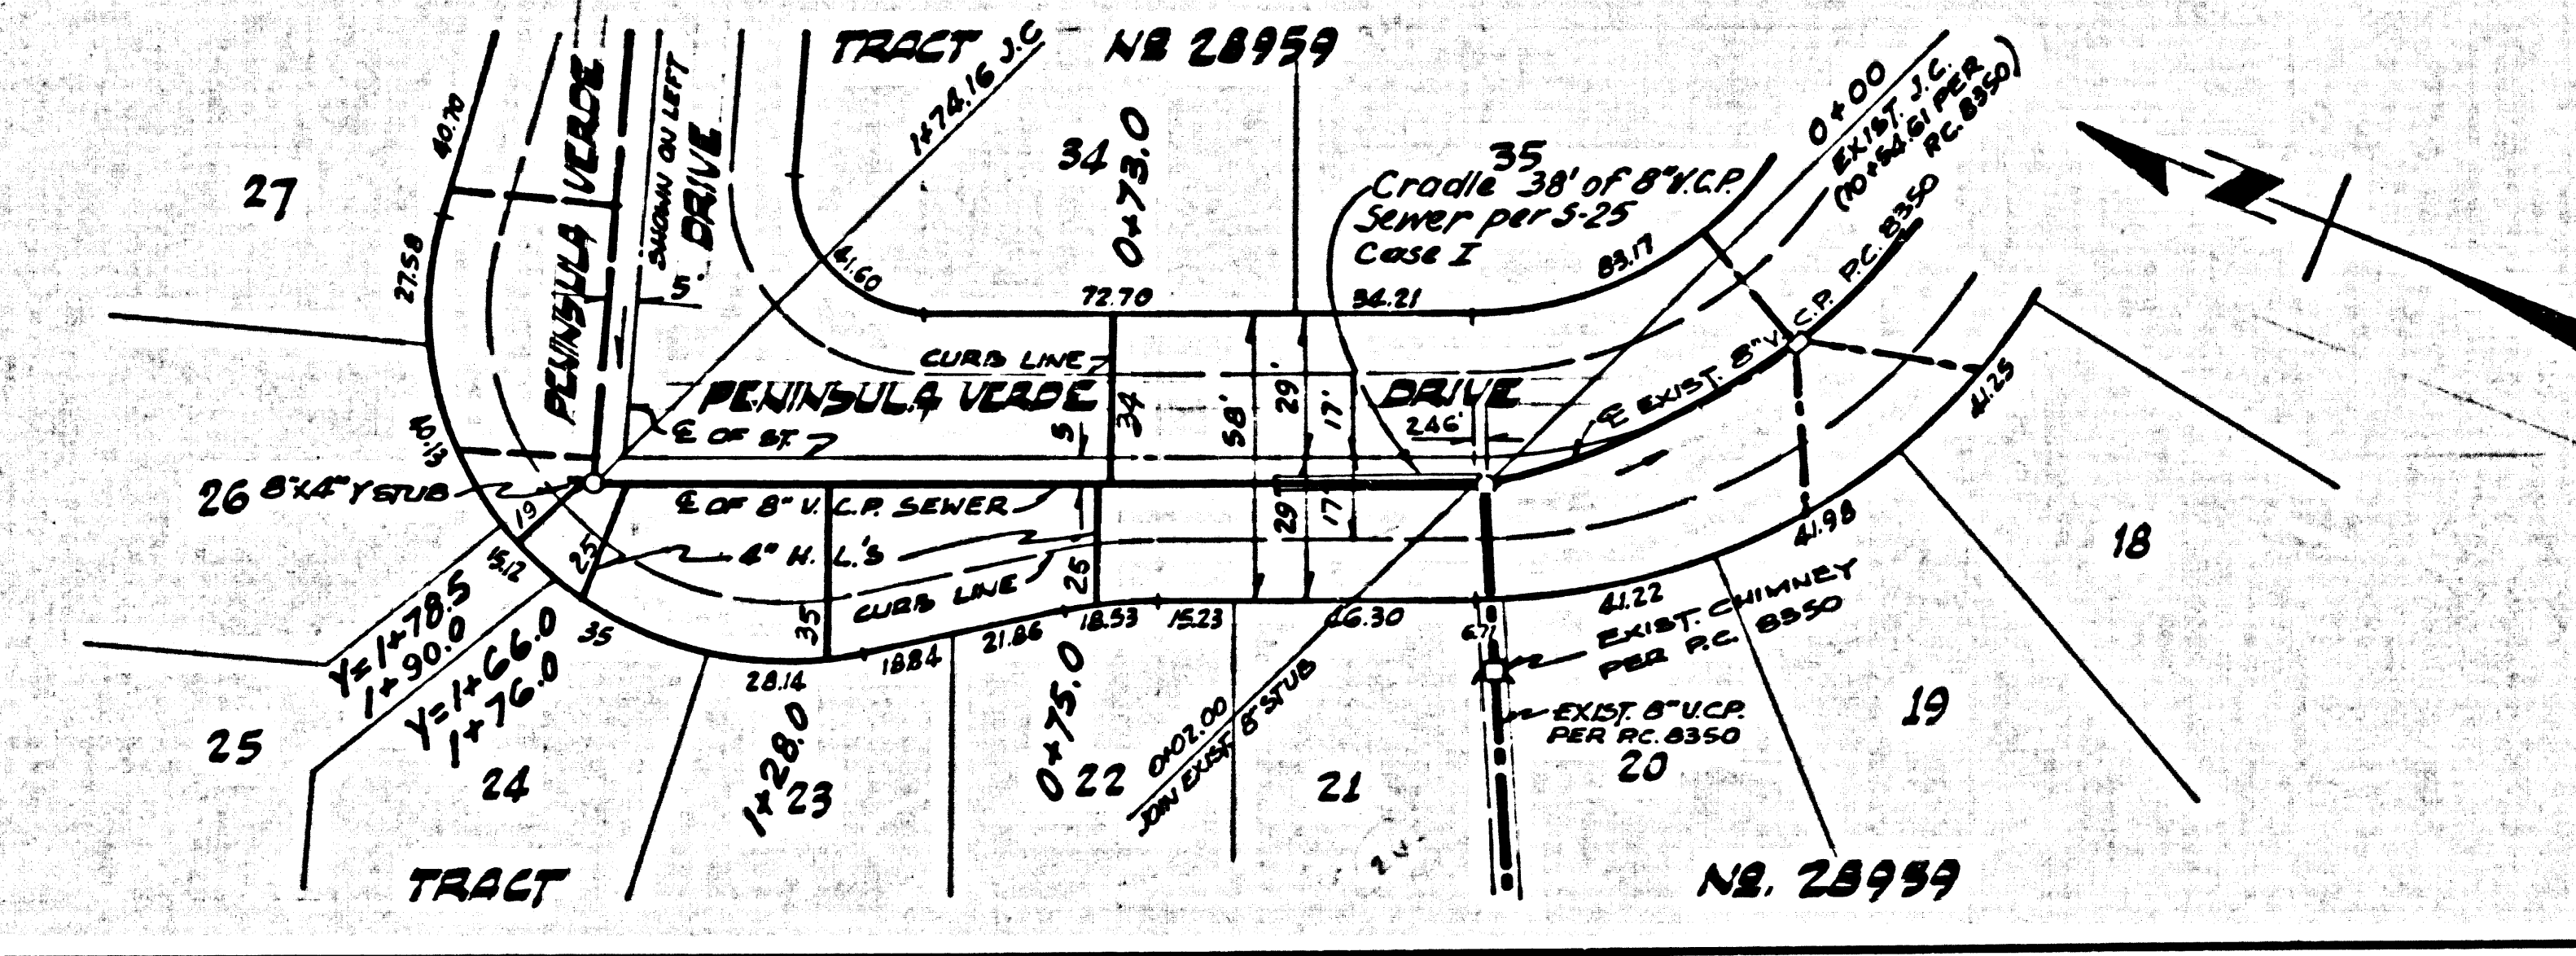 TRACT Nº 28959
1+74.16 J.C
PENINSULA VERDE
SHOWN ON LEFT
DRIVE
5'
40.70
27
27.58
41.60
34
0+73.0
72.70
35
Cradle 38' of 8" V.C.P.
Sewer per S-25
Case I
34.21
83.17
0+00
EXIST. J.C.
(70+54.61 PER
P.C. 8350)
℄ EXIST. 8" V.C.P. P.C. 8350
CURB LINE
PENINSULA VERDE DRIVE
℄ OF ST.
5
34
58'
29'
17'
2.46'
41.25
26
8"X4" Y STUB
19
15.12
25
℄ OF 8" V.C.P. SEWER
4" H.L.'S
CURB LINE
35
25
29'
17'
35
28.14
18.84
21.86
18.53
15.23
46.30
6.71
41.22
41.98
18
EXIST. CHIMNEY
PER P.C. 8350
EXIST. 8" V.C.P.
PER P.C. 8350
Y=1+78.5
1+90.0
Y=1+66.0
1+76.0
25
24
1+28.0
23
0+75.0
22
0+02.00
JOIN EXIST. 8" STUB
21
20
19
TRACT
Nº. 28959